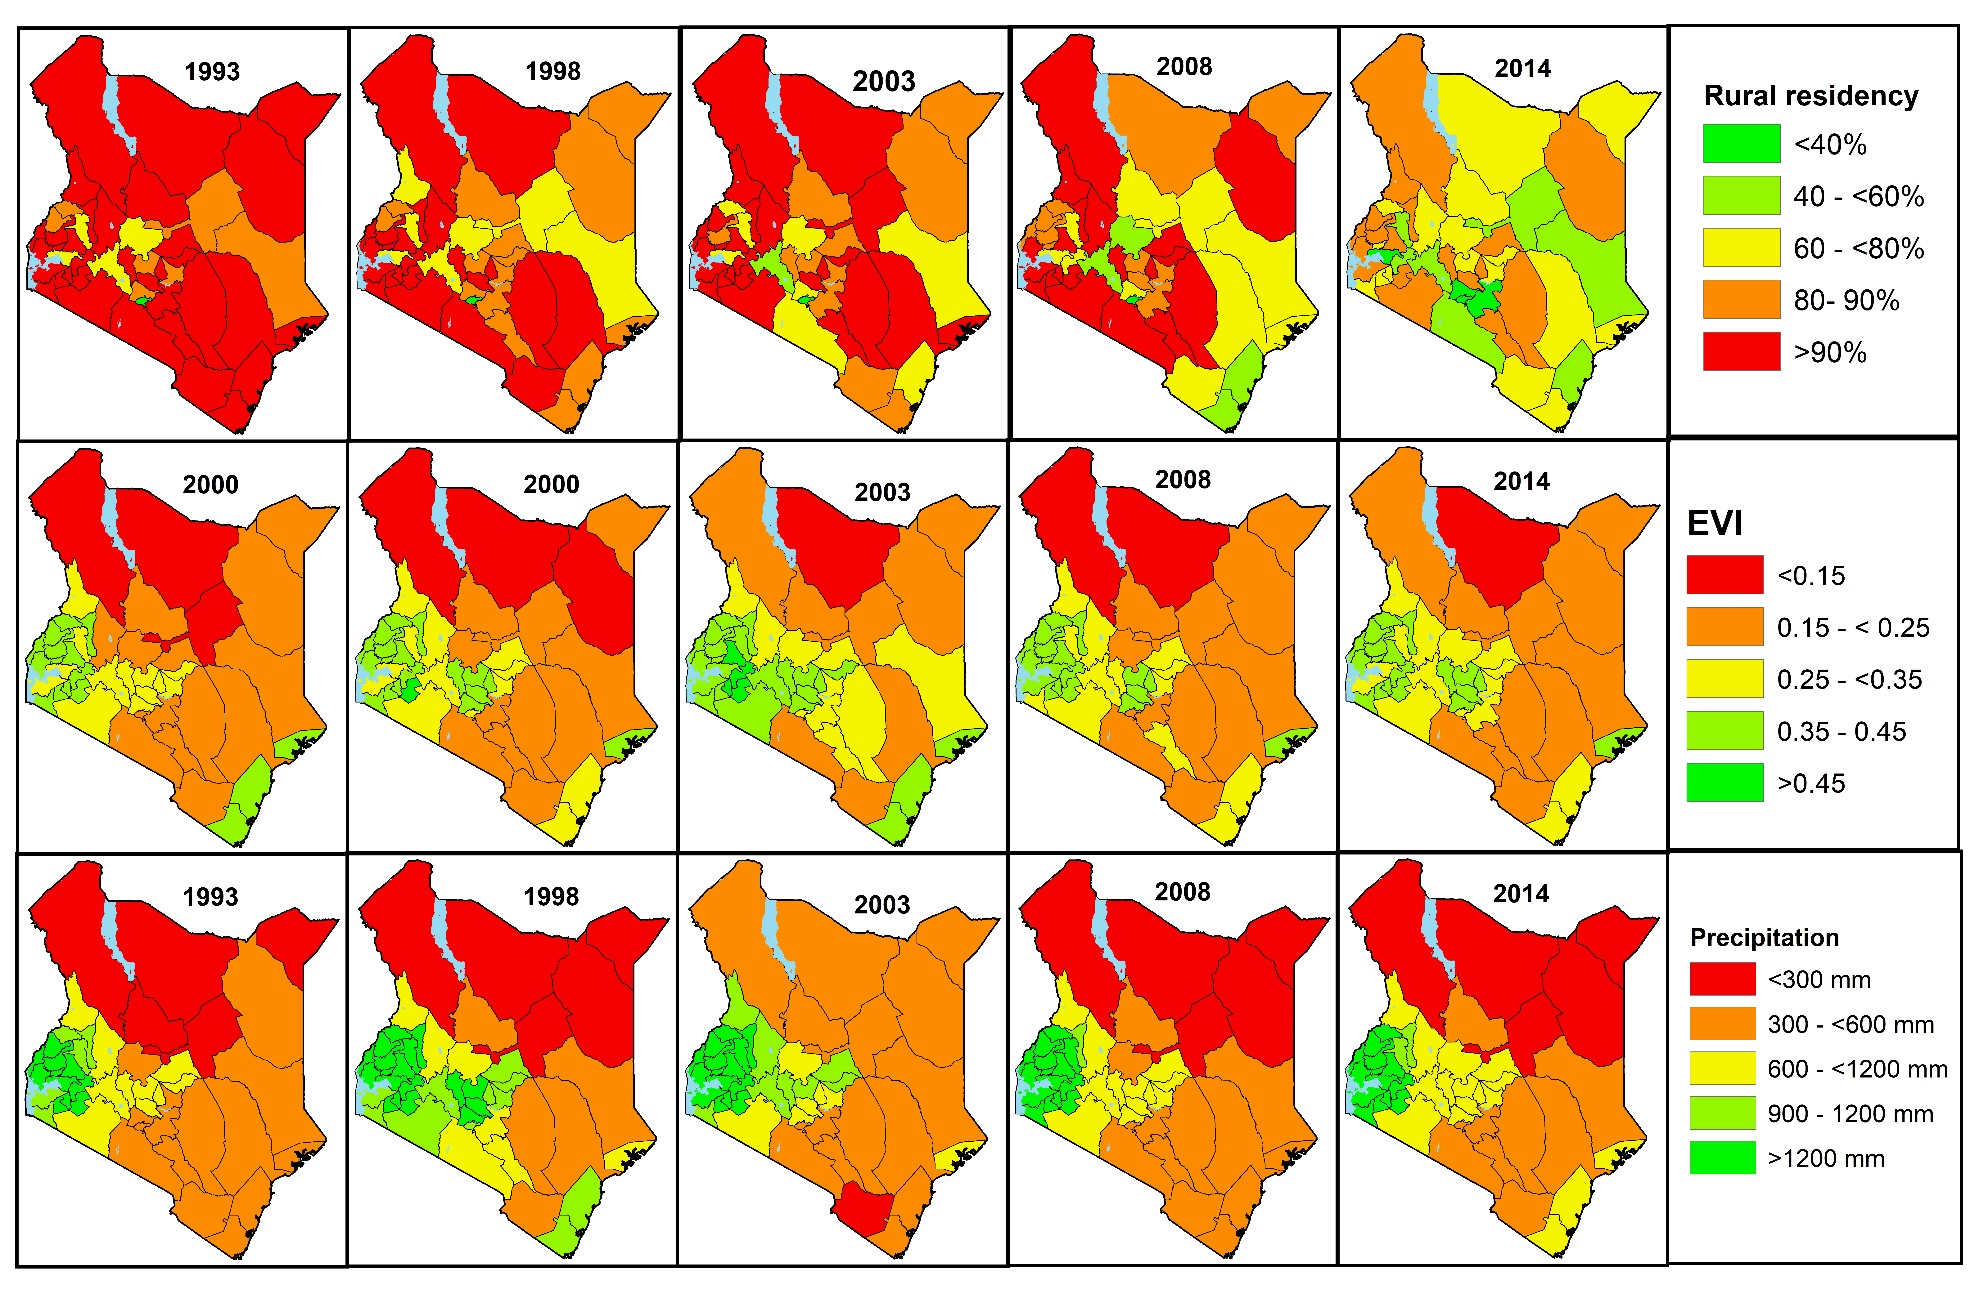 1993
1998
2003
2008
2014
Rural residency
<40%
40 - <60%
60 - <80%
80- 90%
>90%
2000
2000
2003
2008
2014
EVI
<0.15
0.15 - < 0.25
0.25 - <0.35
0.35 - 0.45
>0.45
1993
1998
2003
2008
2014
Precipitation
<300 mm
300 - <600 mm
600 - <1200 mm
900 - 1200 mm
>1200 mm